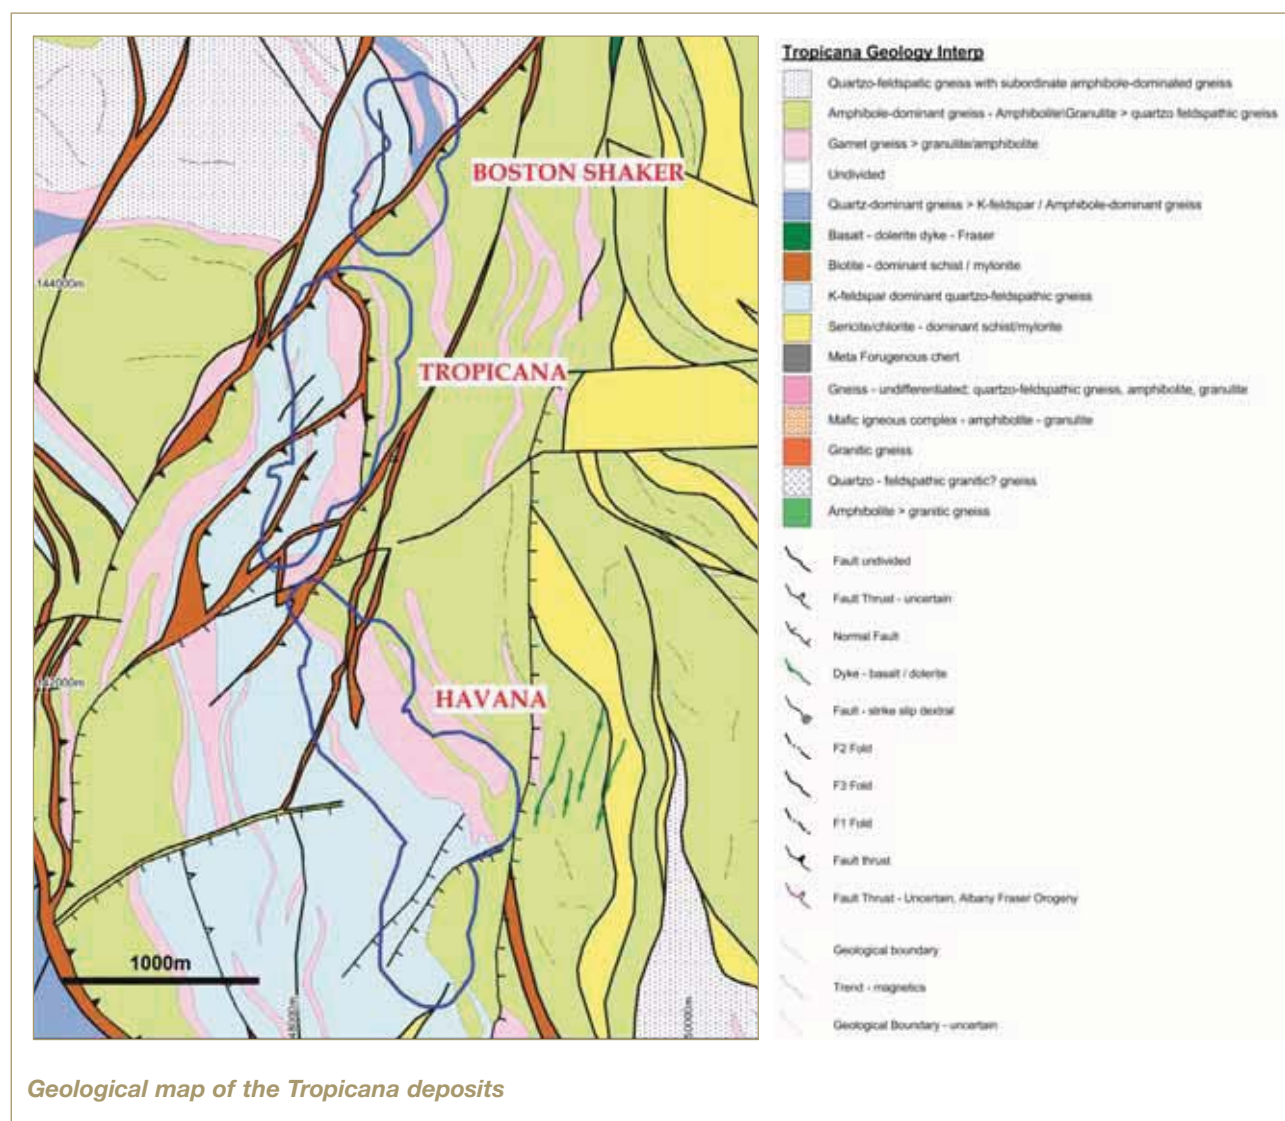 Tropicana Geology Interp
Quartzo-feldspatic gneiss with subordinate amphibole-dominated gneiss
Amphibole-dominant gneiss - Amphibolite\Granulite > quartzo feldspathic gneiss
Garnet gneiss > granulite/amphibolite
Undivided
Quartz-dominant gneiss > K-feldspar / Amphibole-dominant gneiss
Basalt - dolerite dyke - Fraser
Biotite - dominant schist / mylonite
K-feldspar dominant quartzo-feldspathic gneiss
Sericite/chlorite - dominant schist/mylorite
Meta Forugenous chert
Gneiss - undifferentiated; quartzo-feldspathic gneiss, amphibolite, granulite
Mafic igneous complex - amphibolite - granulite
Granitic gneiss
Quartzo - feldspathic granitic? gneiss
Amphibolite > granitic gneiss
Fault undivided
Fault Thrust - uncertain
Normal Fault
Dyke - basalt / dolerite
Fault - strike slip dextral
F2 Fold
F3 Fold
F1 Fold
Fault thrust
Fault Thrust - Uncertain, Albany Fraser Orogeny
Geological boundary
Trend - magnetics
Geological Boundary - uncertain
BOSTON SHAKER
144000m
TROPICANA
142000m
HAVANA
1000m
Geological map of the Tropicana deposits